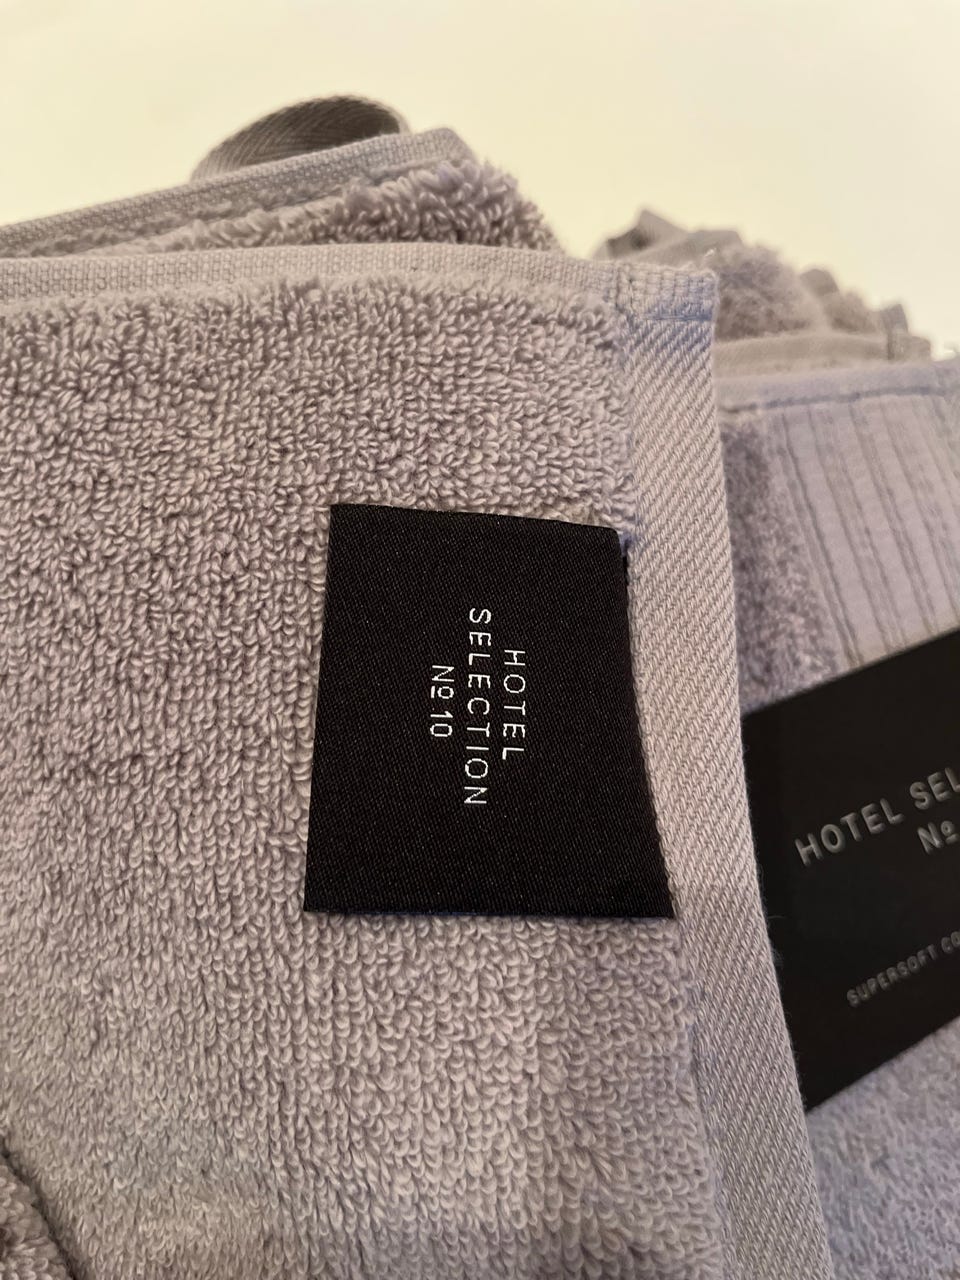 HOTEL
SELECTION
Nº 10
HOTEL SEL
Nº
SUPERSOFT CO